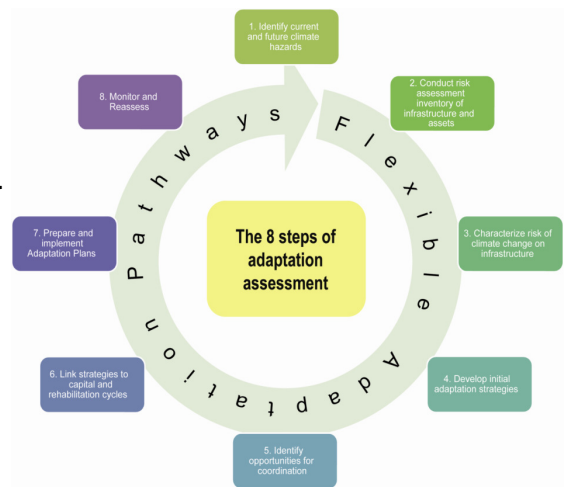 1. Identify current
and future climate
hazards
2. Conduct risk
assessment
inventory of
infrastructure and
assets
3. Characterize risk of
climate change on
infrastructure
4. Develop initial
adaptation strategies
5. Identify
opportunities for
coordination
6. Link strategies to
capital and
rehabilitation cycles
7. Prepare and
implement
Adaptation Plans
8. Monitor and
Reassess
Flexible Adaptation Pathways
The 8 steps of
adaptation
assessment